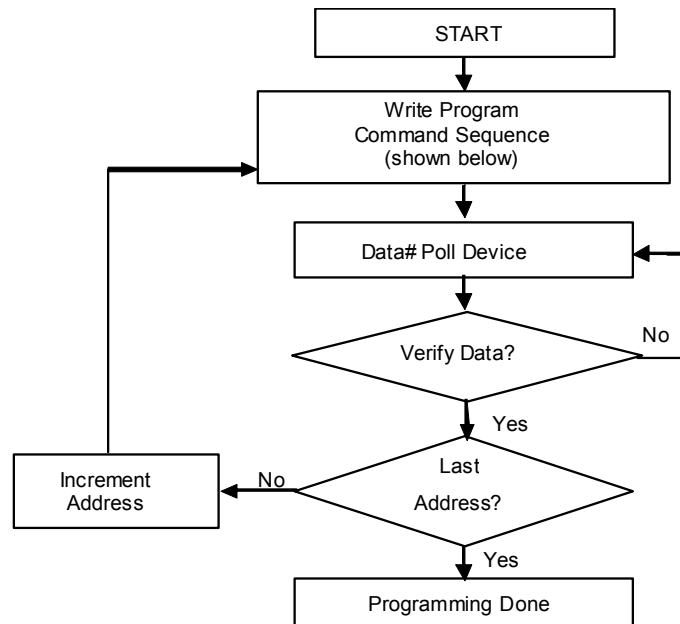 START
Write Program
Command Sequence
(shown below)
Data# Poll Device
Verify Data?
No
Yes
Last
Address?
No
Increment
Address
Yes
Programming Done